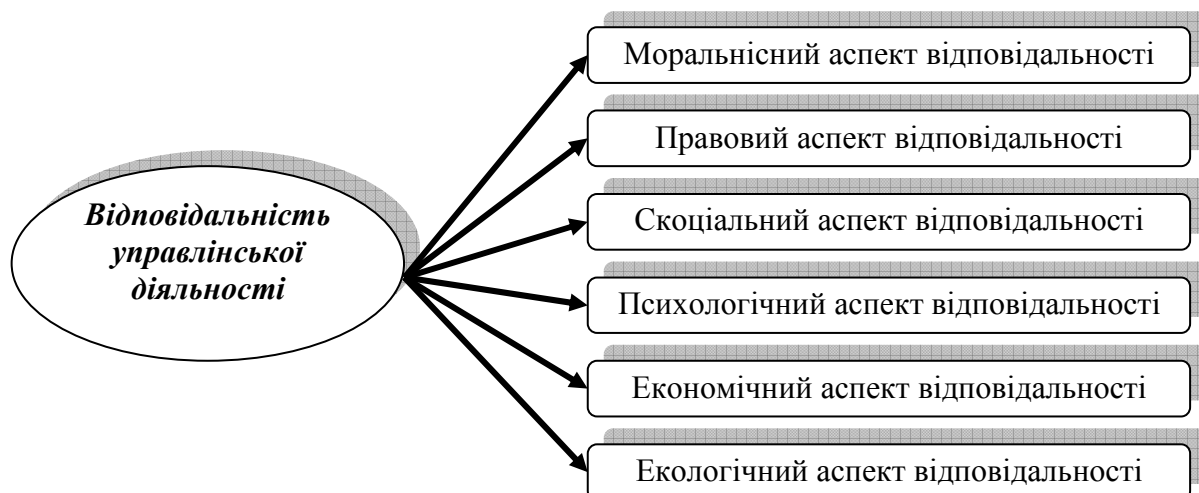 Моральнісний аспект відповідальності
Правовий аспект відповідальності
Скоціальний аспект відповідальності
Психологічний аспект відповідальності
Економічний аспект відповідальності
Екологічний аспект відповідальності
Відповідальність
управлінської
діяльності